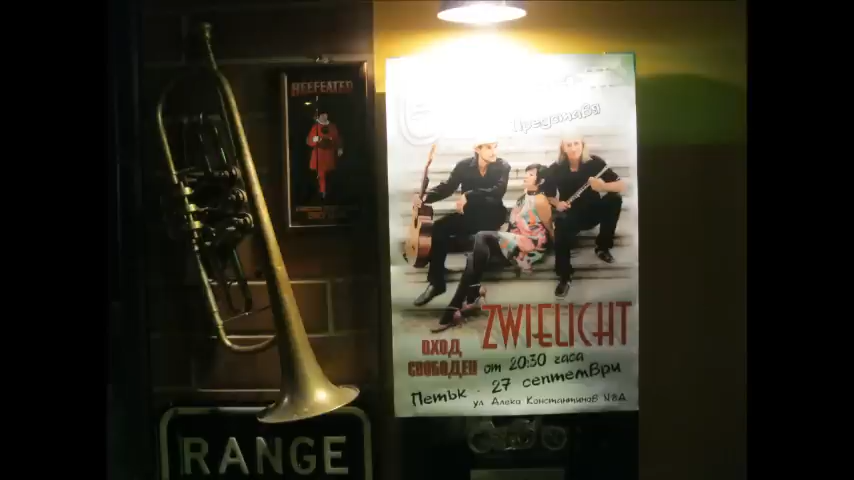 BEEFEATER
представя
ZWIELICHT
ВХОД
СВОБОДЕН
от 20:30 часа
Петък . 27 септемВри
ул Алеко Константинов №8А
RANGE